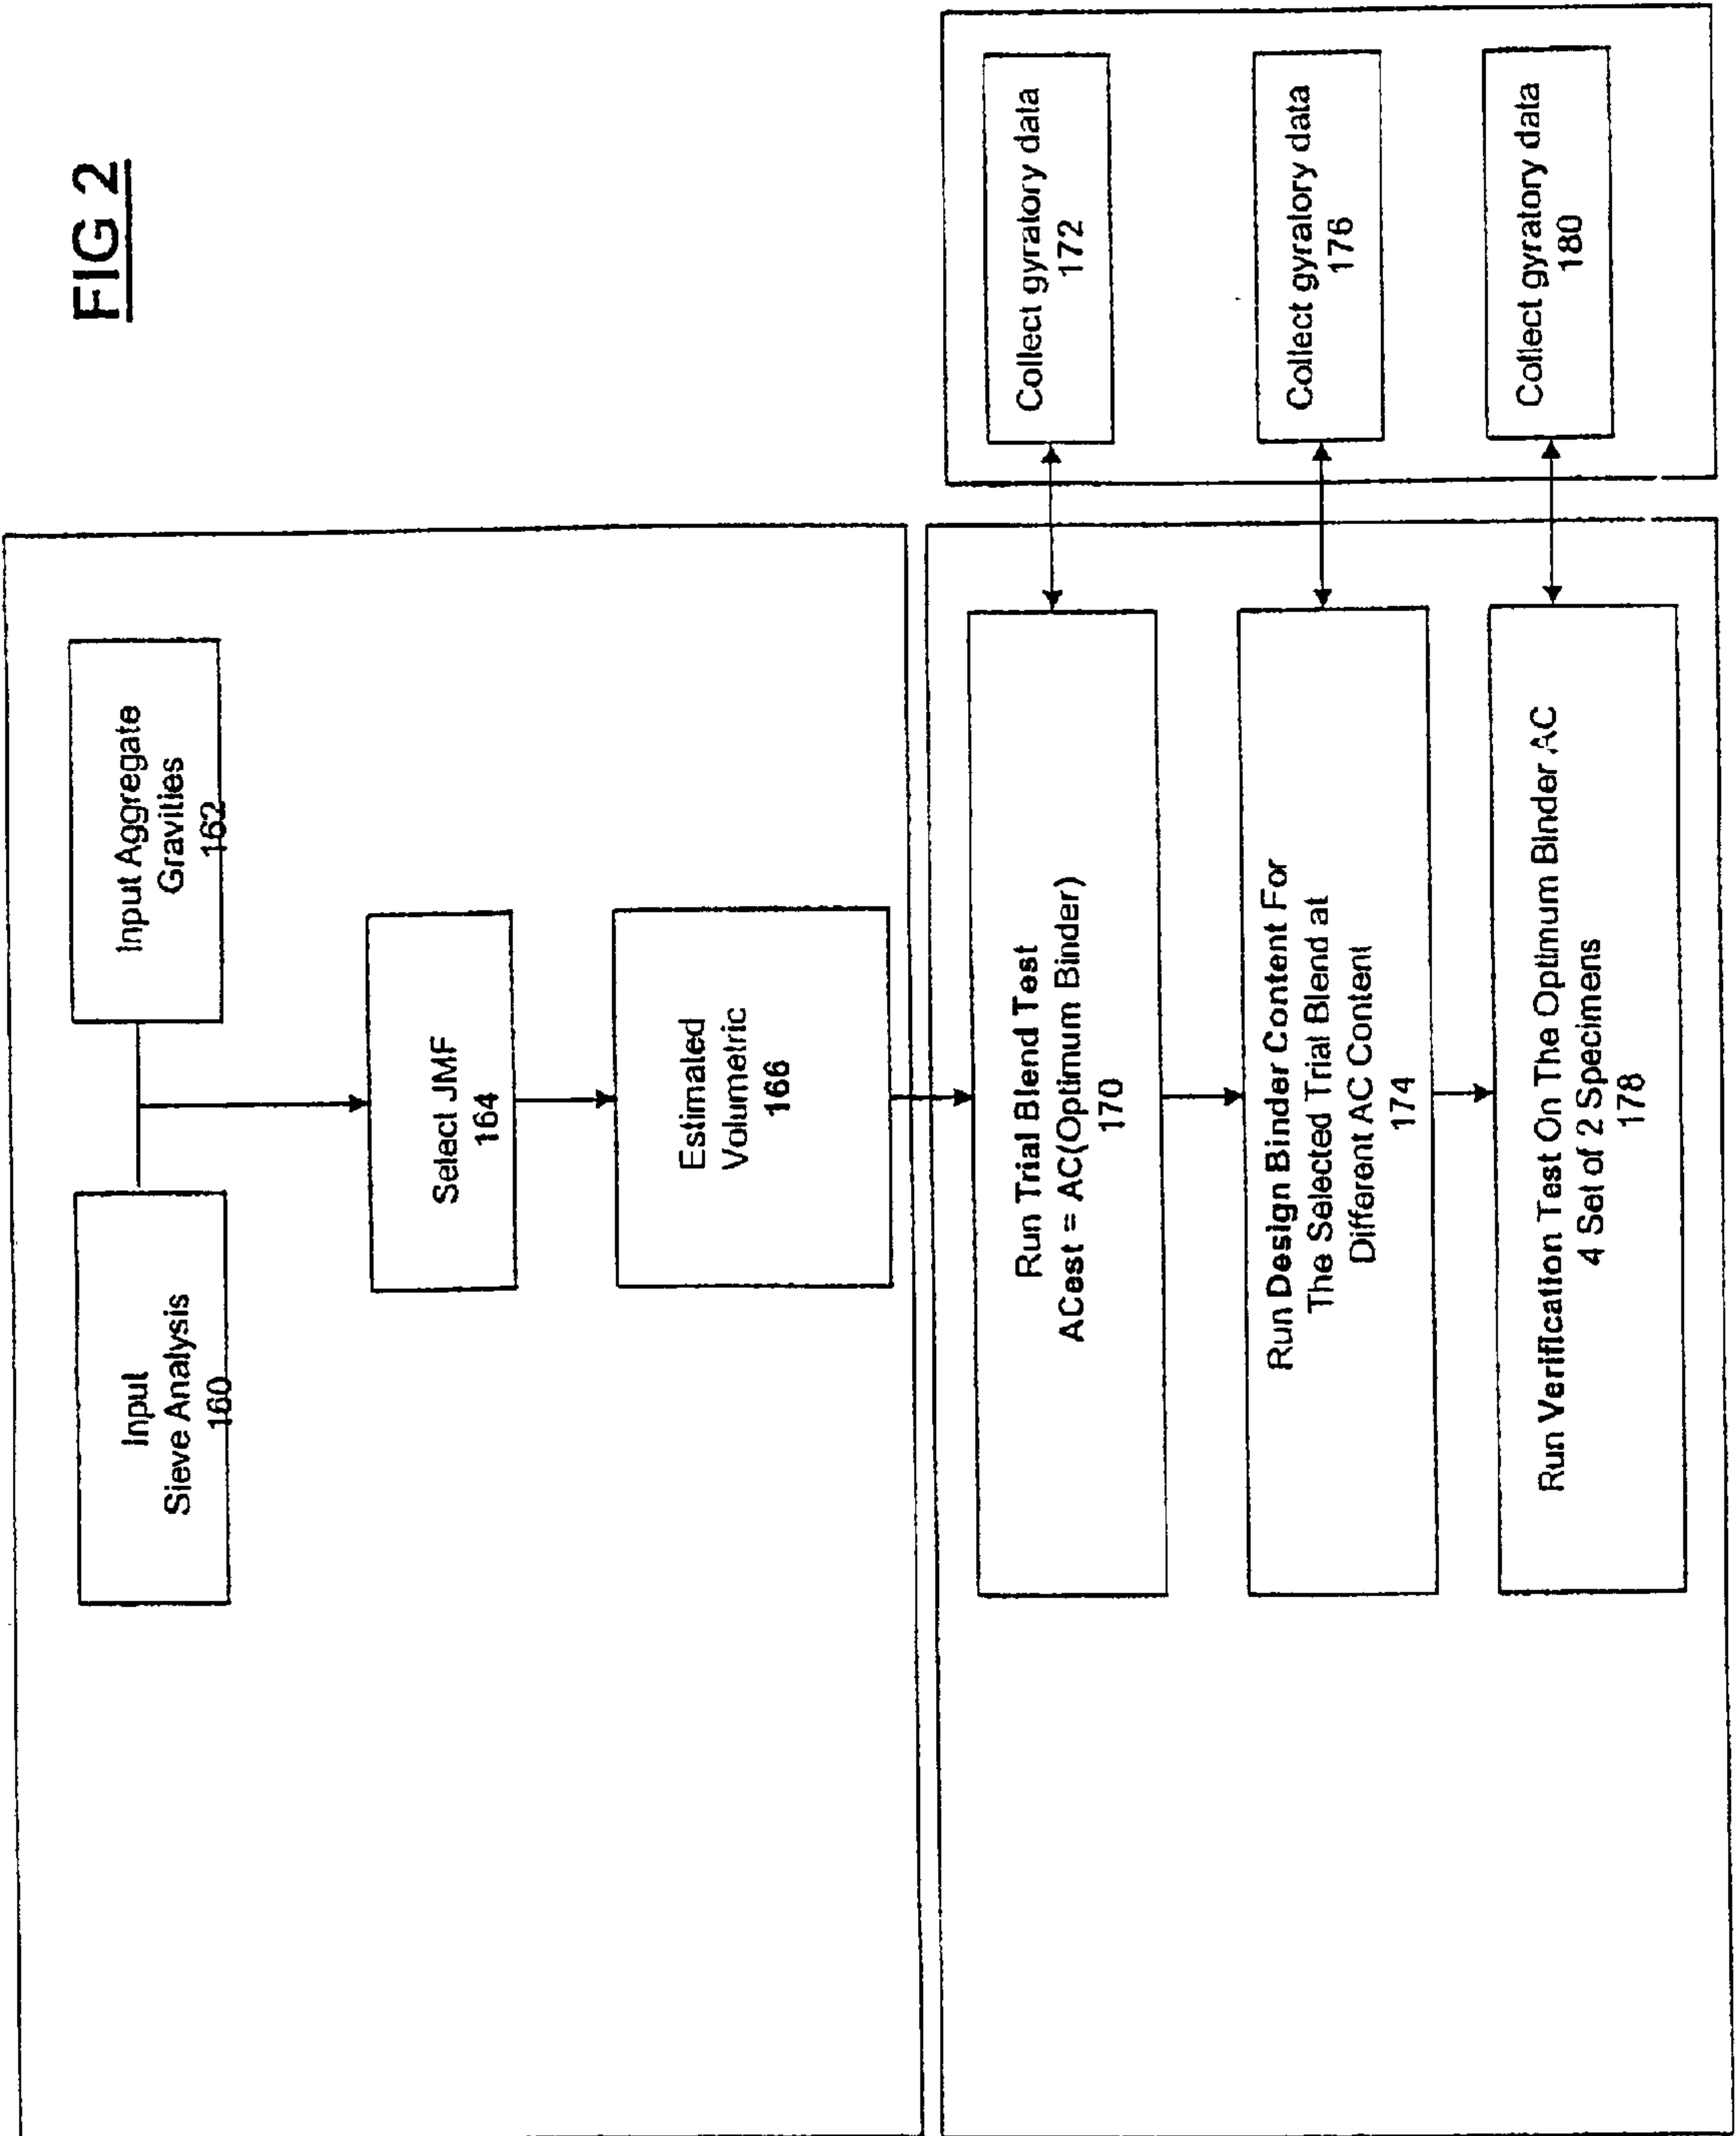 FIG 2
Input
Sieve Analysis
160
Input Aggregate
Gravities
162
Select JMF
164
Estimated
Volumetric
166
Run Trial Blend Test
ACest = AC(Optimum Binder)
170
Collect gyratory data
172
Run Design Binder Content For
The Selected Trial Blend at
Different AC Content
174
Collect gyratory data
176
Run Verification Test On The Optimum Binder AC
4 Set of 2 Specimens
178
Collect gyratory data
180